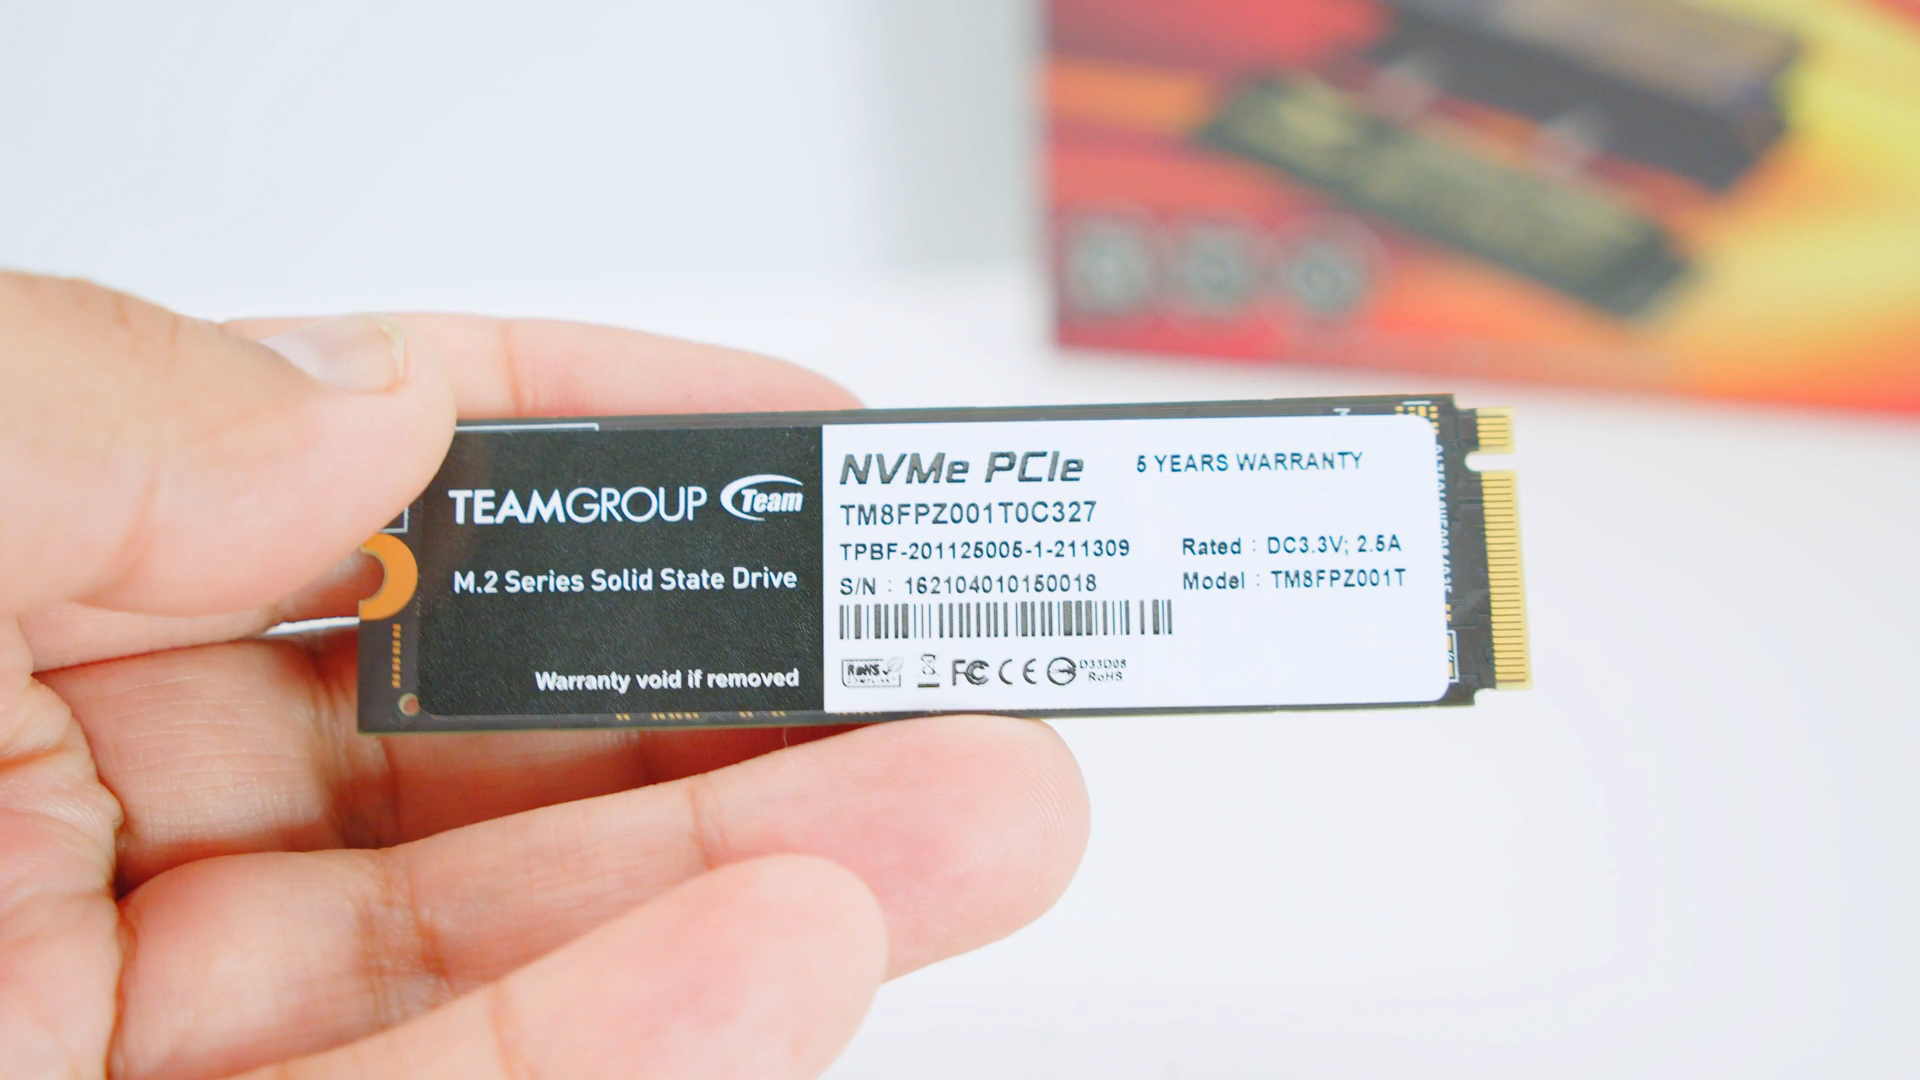 TEAMGROUP Team
M.2 Series Solid State Drive
Warranty void if removed
NVMe PCIe 5 YEARS WARRANTY
TM8FPZ001T0C327
TPBF-201125005-1-211309 Rated : DC3.3V; 2.5A
S/N : 162104010150018 Model : TM8FPZ001T
RoHS FC CE D33D08
RoHS